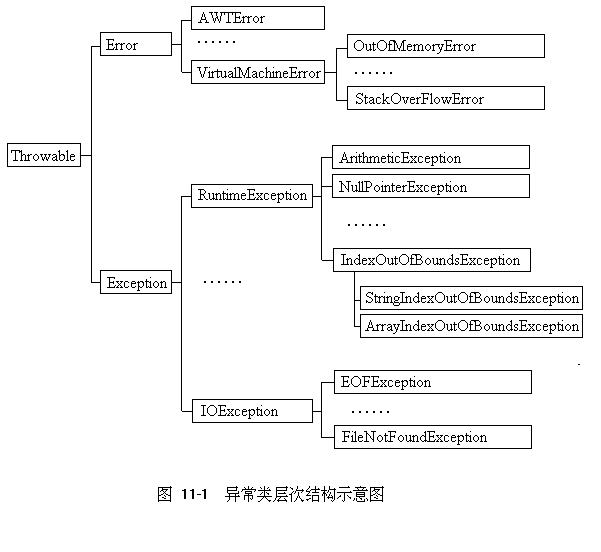 AWTError
Error
······
OutOfMemoryError
VirtualMachineError
······
StackOverFlowError
Throwable
ArithmeticException
NullPointerException
RuntimeException
······
IndexOutOfBoundsException
Exception
······
StringIndexOutOfBoundsException
ArrayIndexOutOfBoundsException
EOFException
IOException
······
FileNotFoundException
图 11-1 异常类层次结构示意图